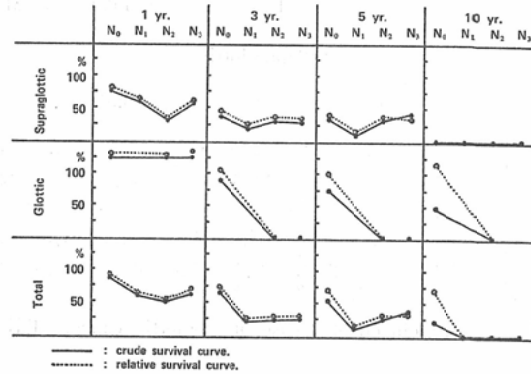 1 yr. 3 yr. 5 yr. 10 yr.
N₀ N₁ N₂ N₃ N₀ N₁ N₂ N₃ N₀ N₁ N₂ N₃ N₁ N₂ N₃
%
100
50
Supraglottic
%
100
50
Glottic
%
100
50
Total
: crude survival curve.
: relative survival curve.